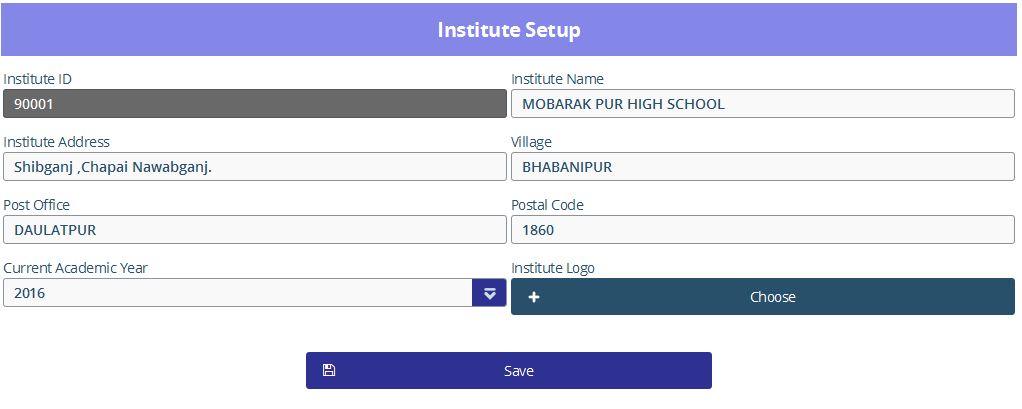 Institute Setup
Institute ID
Institute Name
90001
MOBARAK PUR HIGH SCHOOL
Institute Address
Village
Shibganj ,Chapai Nawabganj.
BHABANIPUR
Post Office
Postal Code
DAULATPUR
1860
Current Academic Year
Institute Logo
2016
Choose
Save